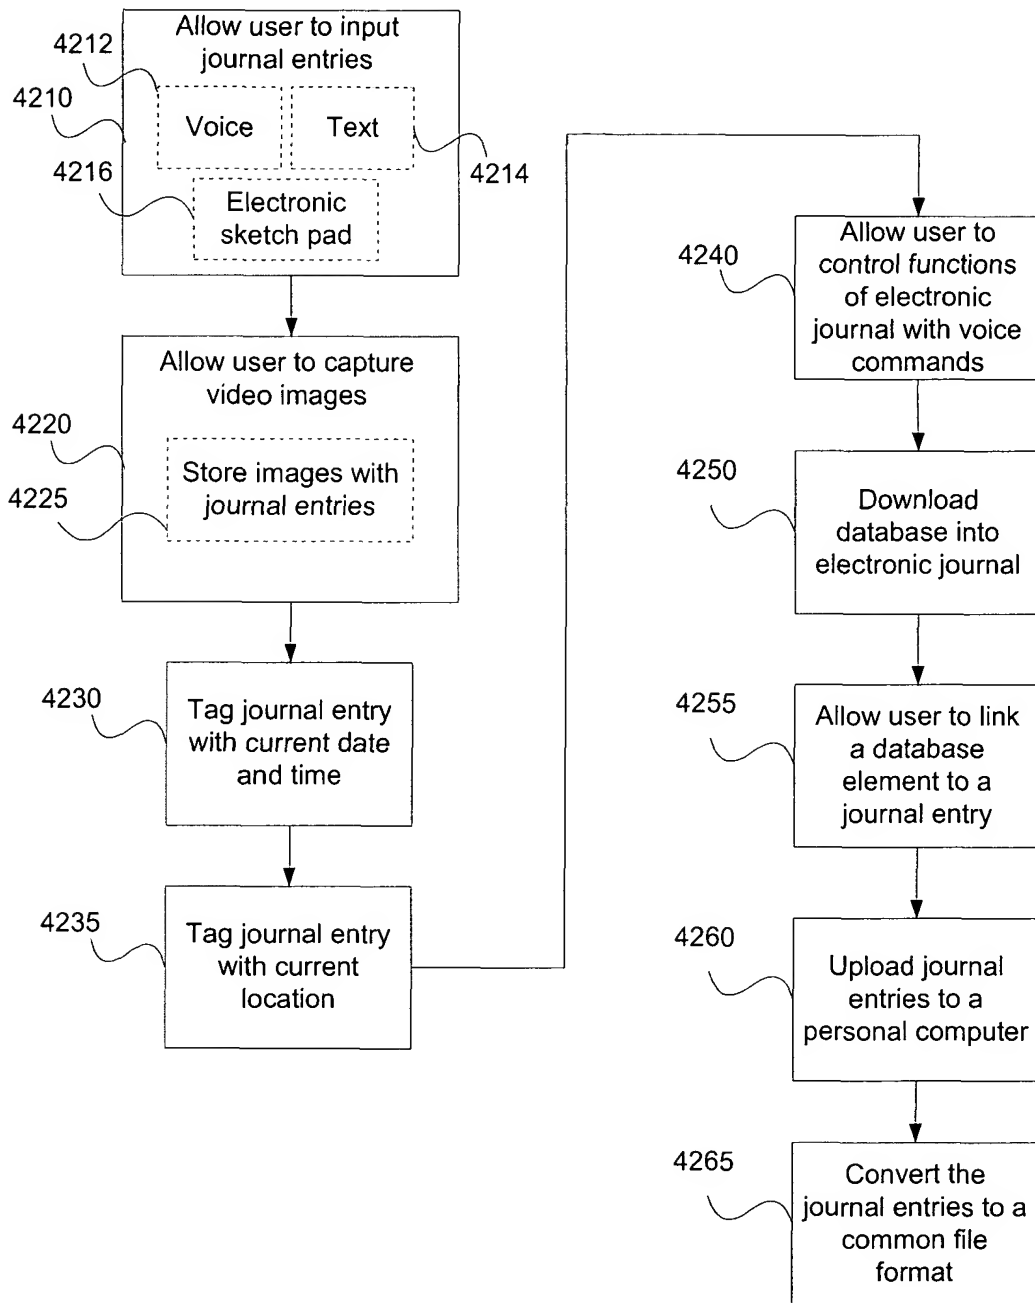 Allow user to input
journal entries
4212
4210
Voice
Text
4216
4214
Electronic
sketch pad
Allow user to capture
video images
4220
4225
Store images with
journal entries
4230
Tag journal entry
with current date
and time
4235
Tag journal entry
with current
location
4240
Allow user to
control functions
of electronic
journal with voice
commands
4250
Download
database into
electronic journal
4255
Allow user to link
a database
element to a
journal entry
4260
Upload journal
entries to a
personal computer
4265
Convert the
journal entries to a
common file
format